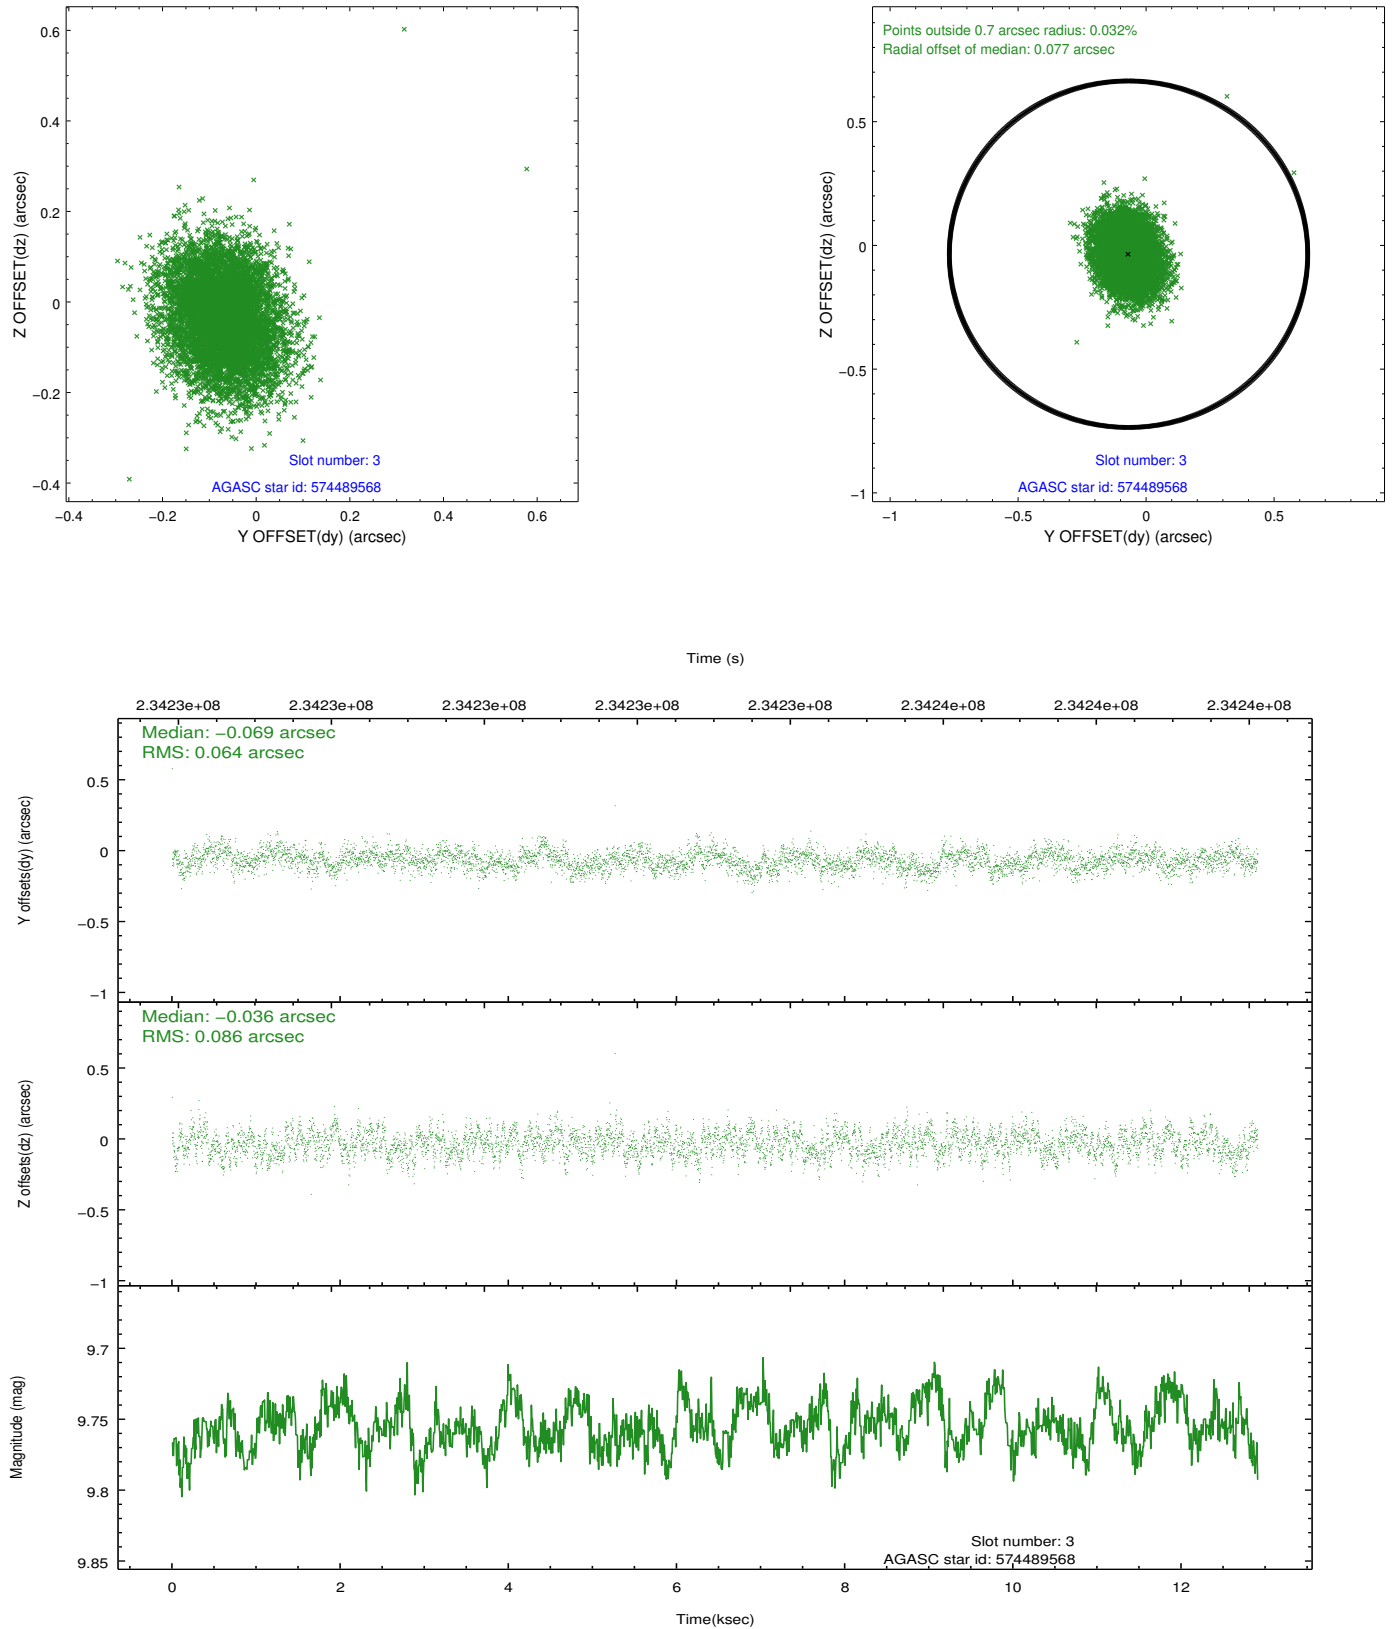 0.6
0.4
0.2
0
−0.2
−0.4
−0.4
−0.2
0
0.2
0.4
0.6
Z OFFSET(dz) (arcsec)
Y OFFSET(dy) (arcsec)
Slot number: 3
AGASC star id: 574489568
Points outside 0.7 arcsec radius: 0.032%
Radial offset of median: 0.077 arcsec
0.5
0
−0.5
−1
−1
−0.5
0
0.5
Z OFFSET(dz) (arcsec)
Y OFFSET(dy) (arcsec)
Slot number: 3
AGASC star id: 574489568
Time (s)
2.3423e+08 2.3423e+08 2.3423e+08 2.3423e+08 2.3423e+08 2.3424e+08 2.3424e+08 2.3424e+08
Median: −0.069 arcsec
RMS: 0.064 arcsec
0.5
0
−0.5
−1
Y offsets(dy) (arcsec)
Median: −0.036 arcsec
RMS: 0.086 arcsec
0.5
0
−0.5
−1
Z offsets(dz) (arcsec)
9.7
9.75
9.8
9.85
Magnitude (mag)
Slot number: 3
AGASC star id: 574489568
0 2 4 6 8 10 12
Time(ksec)